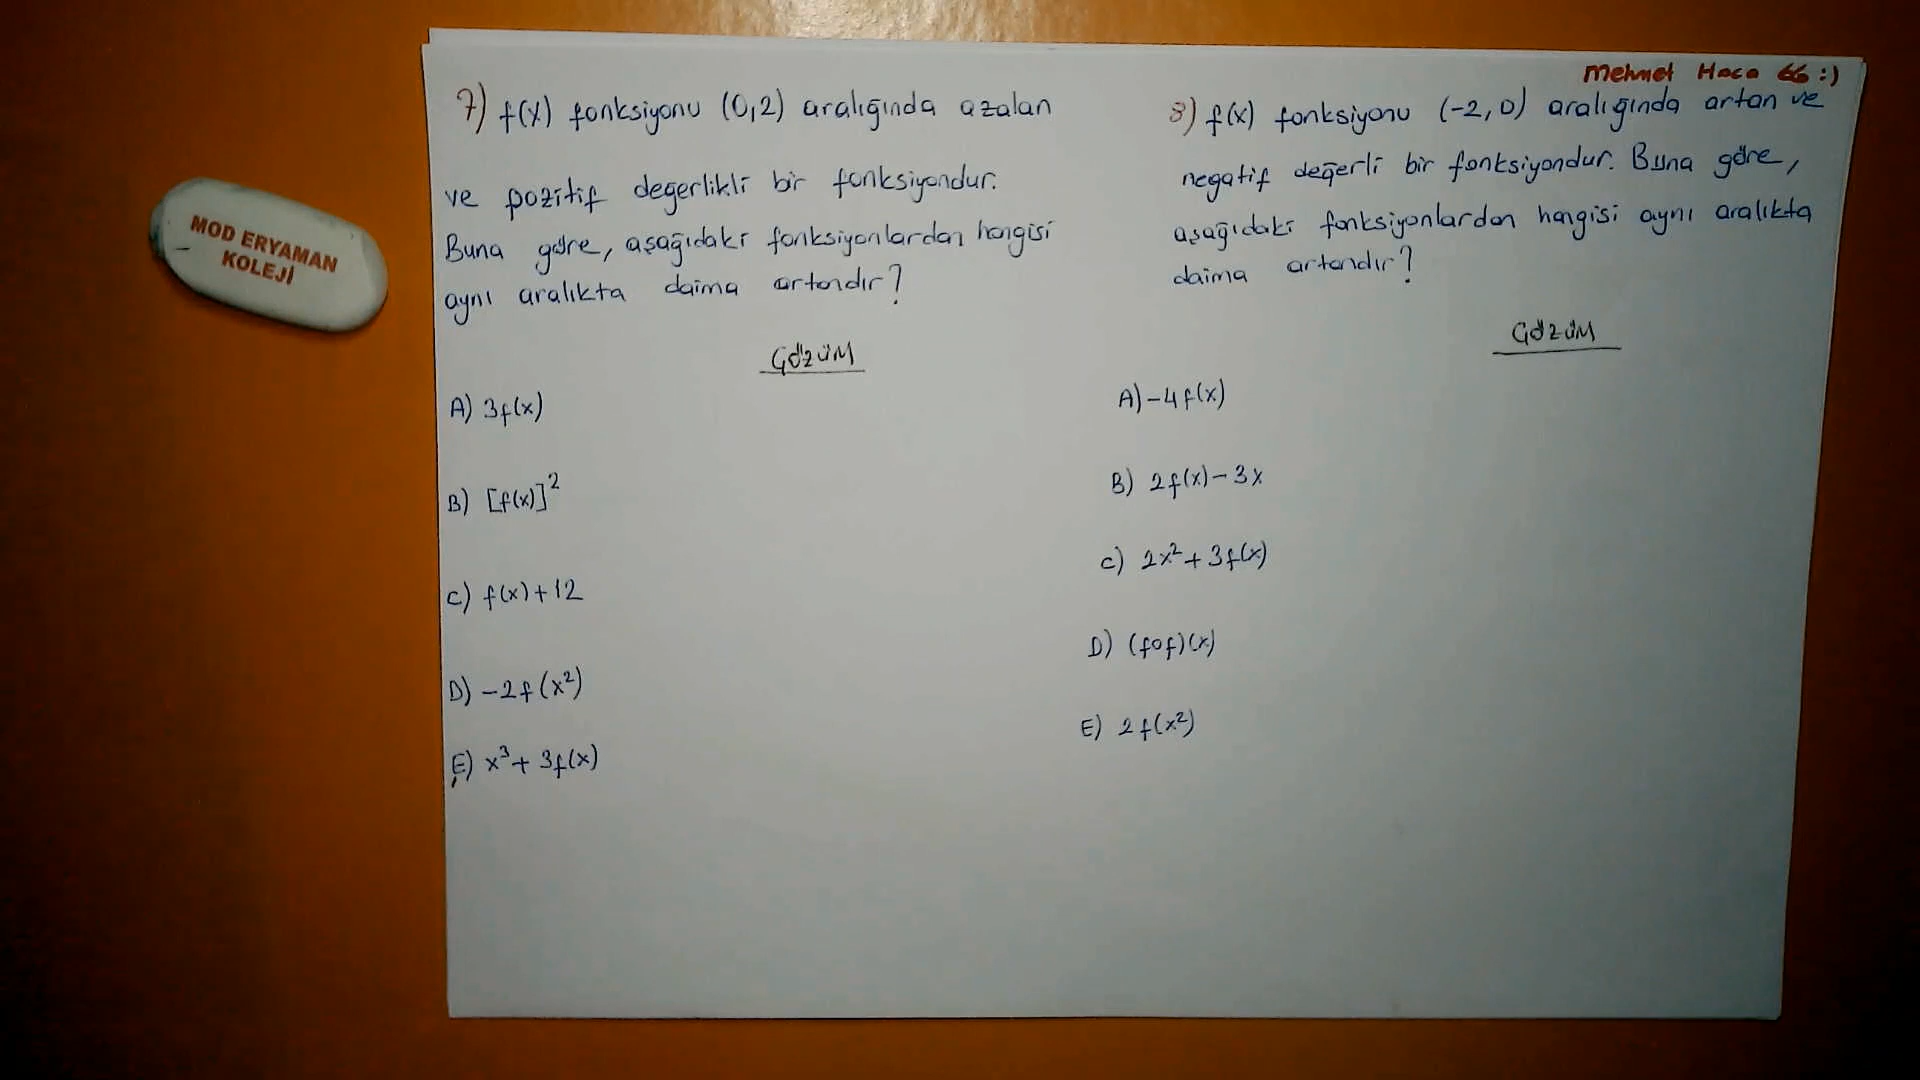 MOD ERYAMAN
KOLEJİ
Mehmet Hoca 66 :)
7) f(x) fonksiyonu (0,2) aralığında azalan
ve pozitif değerlikli bir fonksiyondur.
Buna göre, aşağıdaki fonksiyonlardan hangisi
aynı aralıkta daima artandır?
ÇÖZÜM
A) 3f(x)
B) [f(x)]²
C) f(x)+12
D) -2f(x²)
E) x³+3f(x)
8) f(x) fonksiyonu (-2,0) aralığında artan ve
negatif değerli bir fonksiyondur. Buna göre,
aşağıdaki fonksiyonlardan hangisi aynı aralıkta
daima artandır?
ÇÖZÜM
A) -4f(x)
B) 2f(x)-3x
C) 2x²+3f(x)
D) (fof)(x)
E) 2f(x²)